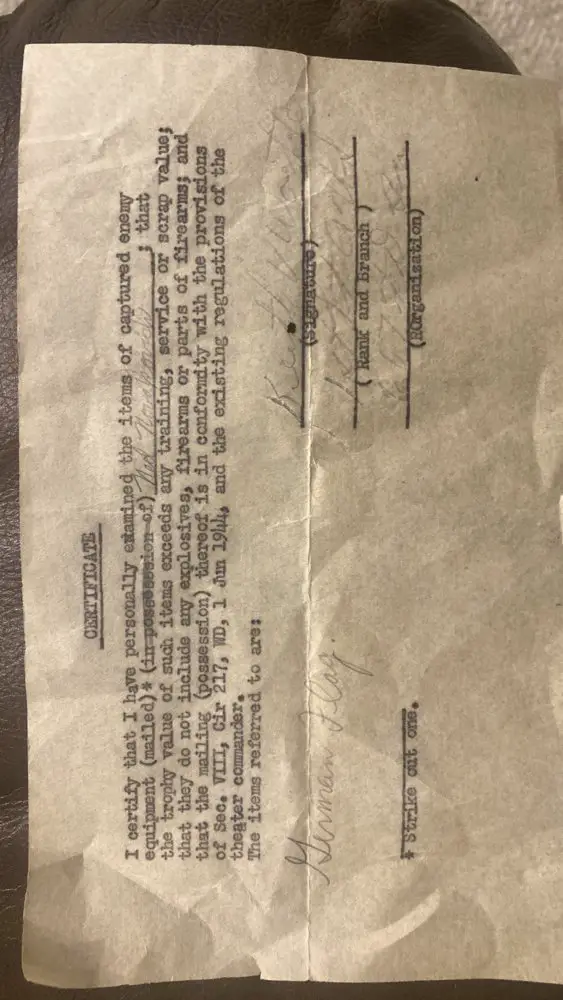 CERTIFICATE
I certify that I have personally examined the items of captured enemy
equipment (mailed)* (in possession of) ; that
the trophy value of such items exceeds any training, service or scrap value;
that they do not include any explosives, firearms or parts of firearms; and
that the mailing (possession) thereof is in conformity with the provisions
of Sec. VIII, Cir 217, WD, 1 Jun 1944, and the existing regulations of the
theater commander.
The items referred to are:
German Flag.
(Signature)
( Rank and Branch )
(ROrganization)
* Strike out one.